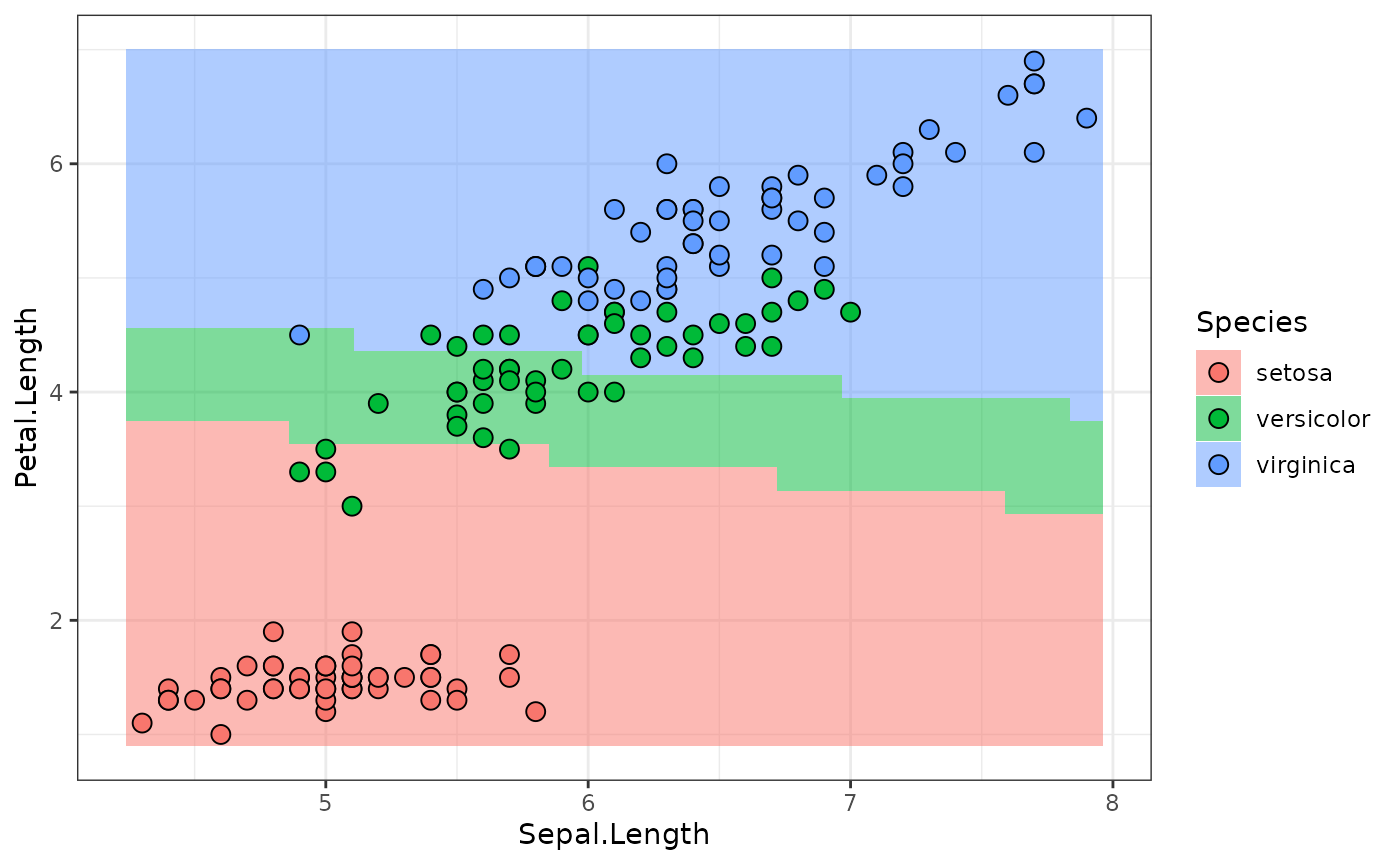 Petal.Length
6
4
2
5 6 7 8
Sepal.Length
Species
setosa
versicolor
virginica